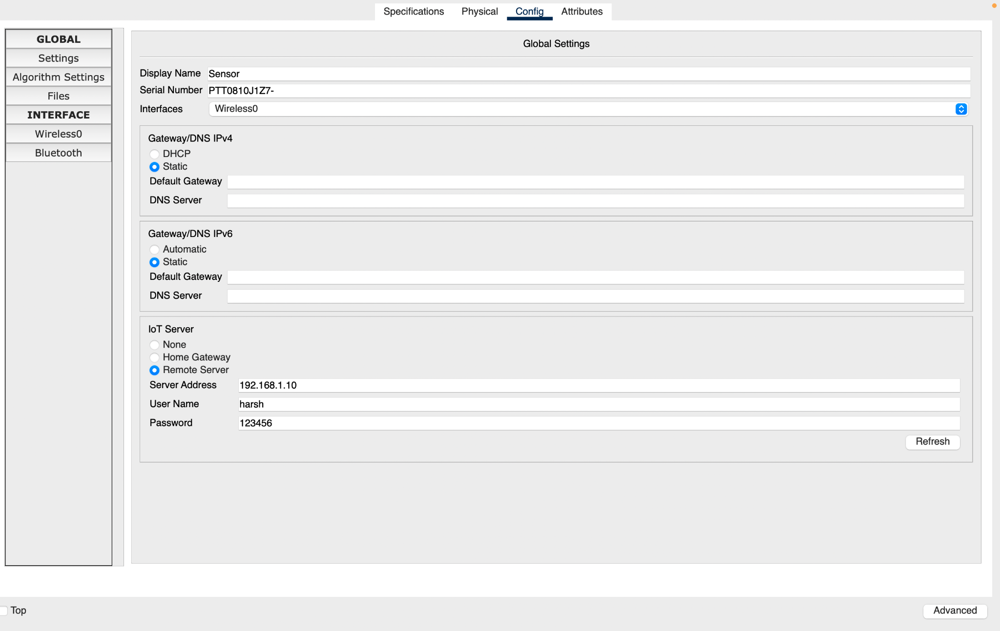 Specifications Physical Config Attributes
GLOBAL
Settings
Algorithm Settings
Files
INTERFACE
Wireless0
Bluetooth
Global Settings
Display Name Sensor
Serial Number PTT0810J1Z7-
Interfaces Wireless0
Gateway/DNS IPv4
DHCP
Static
Default Gateway
DNS Server
Gateway/DNS IPv6
Automatic
Static
Default Gateway
DNS Server
IoT Server
None
Home Gateway
Remote Server
Server Address 192.168.1.10
User Name harsh
Password 123456
Refresh
Top
Advanced